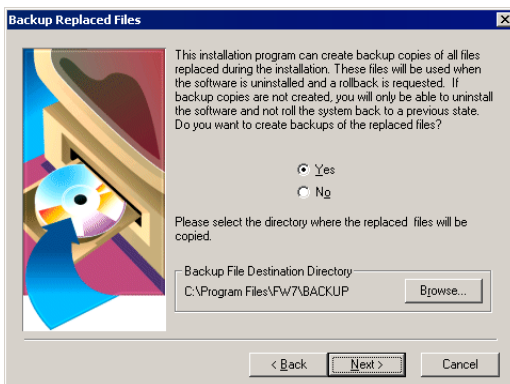 Backup Replaced Files
This installation program can create backup copies of all files
replaced during the installation. These files will be used when
the software is uninstalled and a rollback is requested. If
backup copies are not created, you will only be able to uninstall
the software and not roll the system back to a previous state.
Do you want to create backups of the replaced files?
Yes
No
Please select the directory where the replaced files will be
copied.
Backup File Destination Directory
C:\Program Files\FW7\BACKUP
Browse...
< Back
Next >
Cancel